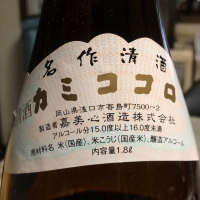 名作清酒
酒カミココロ
岡山県浅口市寄島町7500-2
製造者 嘉美心酒造株式会社
アルコール分15.0度以上16.0度未満
原材料名 米(国産)、米こうじ(国産米)、醸造アルコール
内容量1.8ℓ